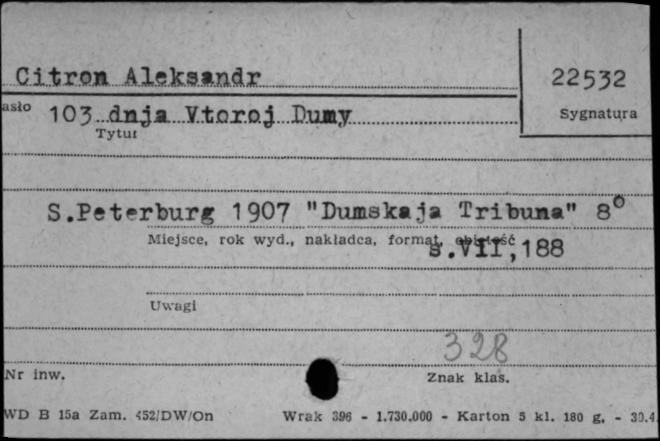 Citron Aleksandr
22532
asło 103 dnja Vtoroj Dumy
Sygnatura
Tytuł
S.Peterburg 1907 "Dumskaja Tribuna" 8°
Miejsce, rok wyd., nakładca, format, objętość
s.VII,188
Uwagi
328
Nr inw.
Znak klas.
WD B 15a Zam. 452/DW/On Wrak 396 - 1.730.000 - Karton 5 kl. 180 g. - 30.4